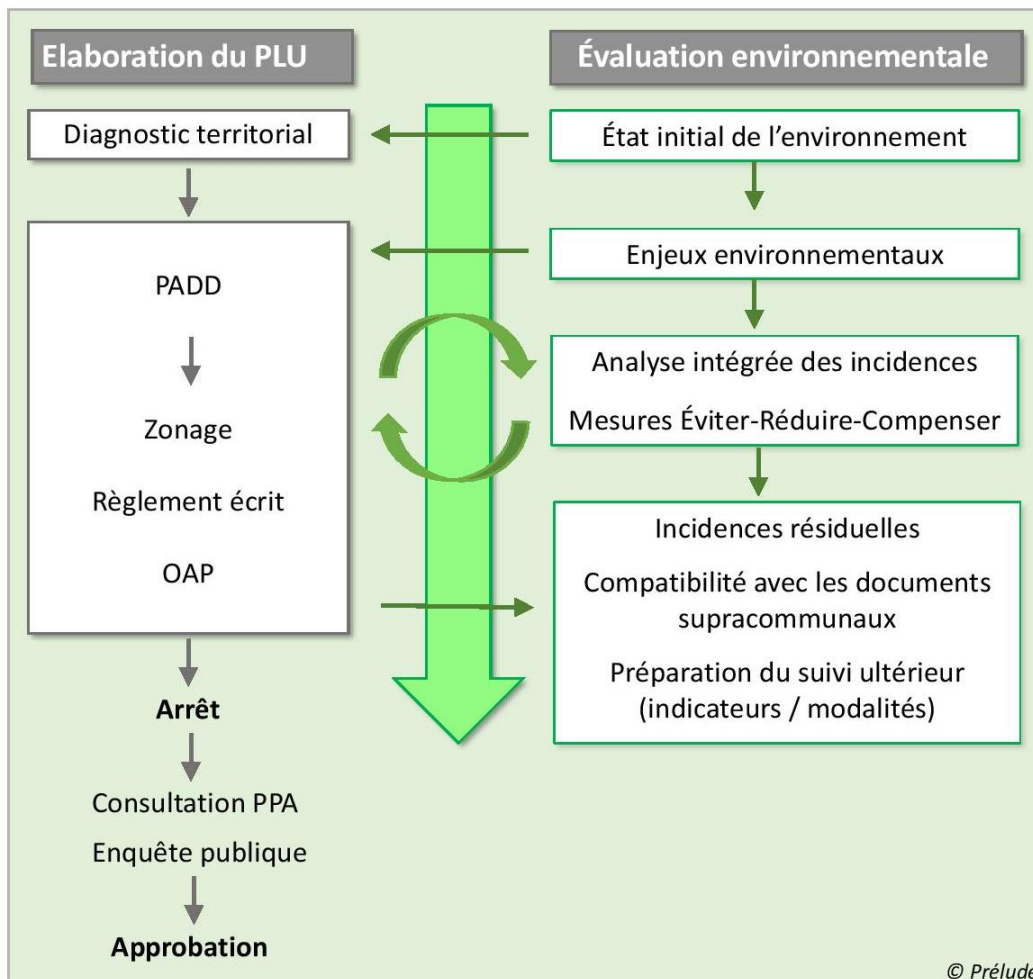 Elaboration du PLU
Diagnostic territorial
PADD
Zonage
Règlement écrit
OAP
Arrêt
Consultation PPA
Enquête publique
Approbation
Évaluation environnementale
État initial de l'environnement
Enjeux environnementaux
Analyse intégrée des incidences
Mesures Éviter-Réduire-Compenser
Incidences résiduelles
Compatibilité avec les documents
supracommunaux
Préparation du suivi ultérieur
(indicateurs / modalités)
© Prélude